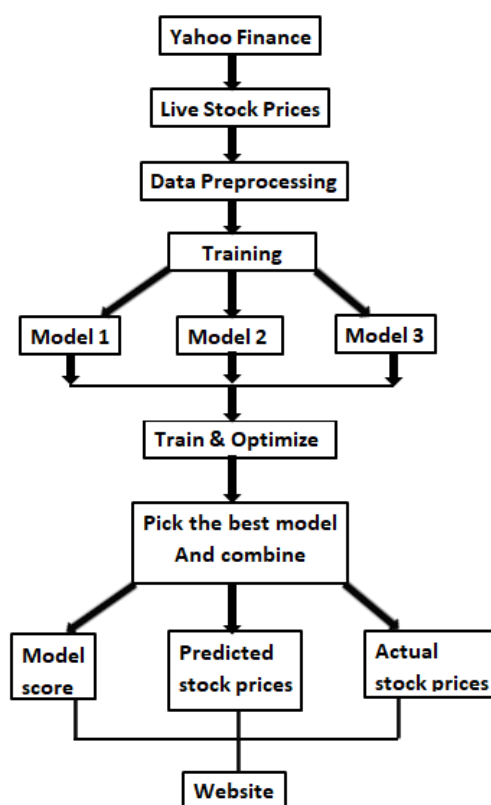 Yahoo Finance
Live Stock Prices
Data Preprocessing
Training
Model 1
Model 2
Model 3
Train & Optimize
Pick the best model
And combine
Model
score
Predicted
stock prices
Actual
stock prices
Website